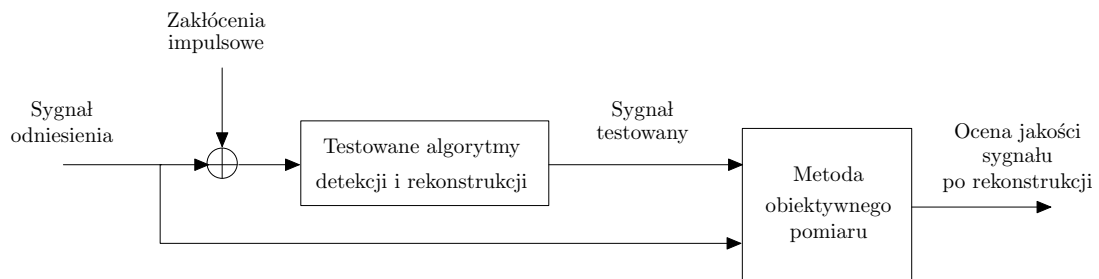 Zakłócenia
impulsowe
Sygnał
odniesienia
Testowane algorytmy
detekcji i rekonstrukcji
Sygnał
testowany
Metoda
obiektywnego
pomiaru
Ocena jakości
sygnału
po rekonstrukcji